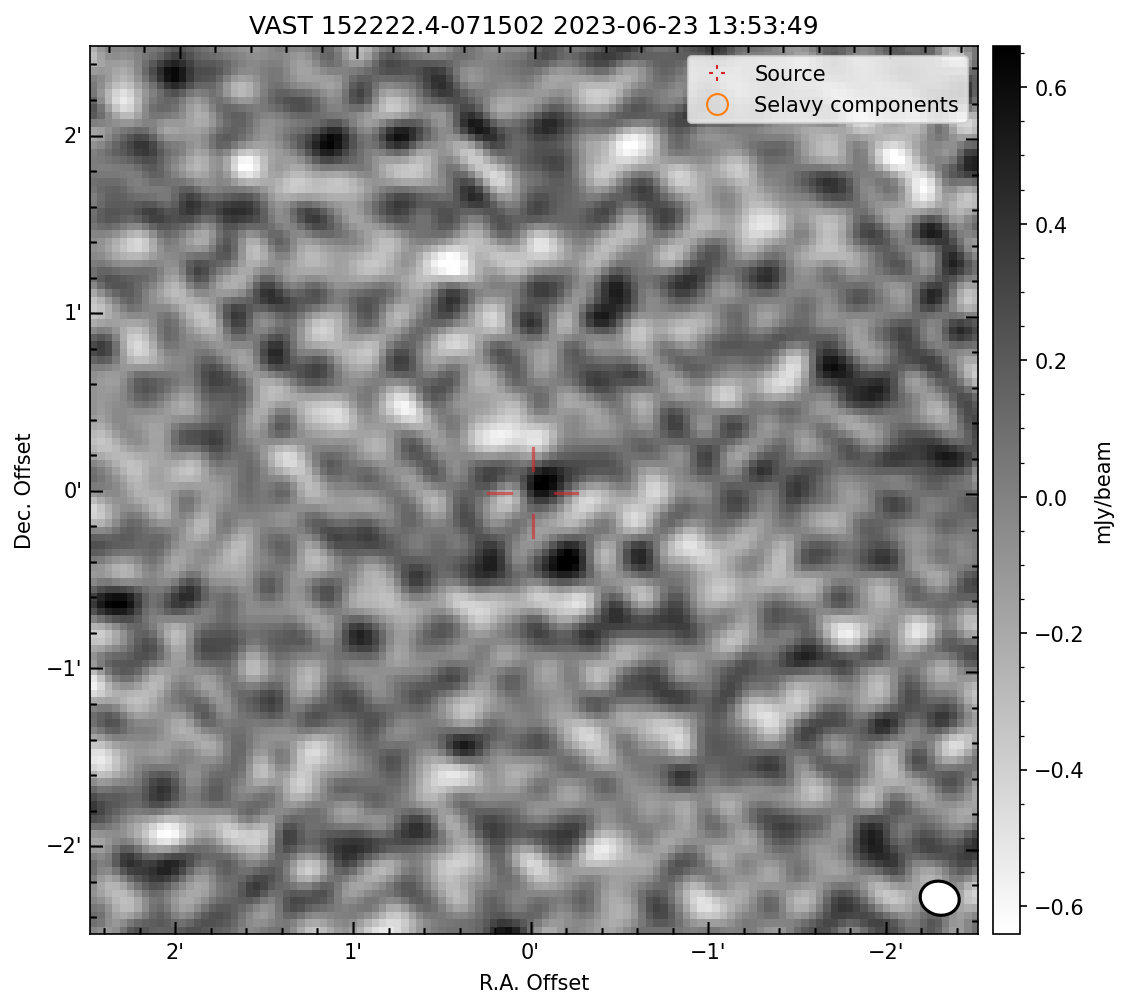 VAST 152222.4-071502 2023-06-23 13:53:49
Source
Selavy components
2'
1'
0'
−1'
−2'
Dec. Offset
2'
1'
0'
−1'
−2'
R.A. Offset
0.6
0.4
0.2
0.0
−0.2
−0.4
−0.6
mJy/beam